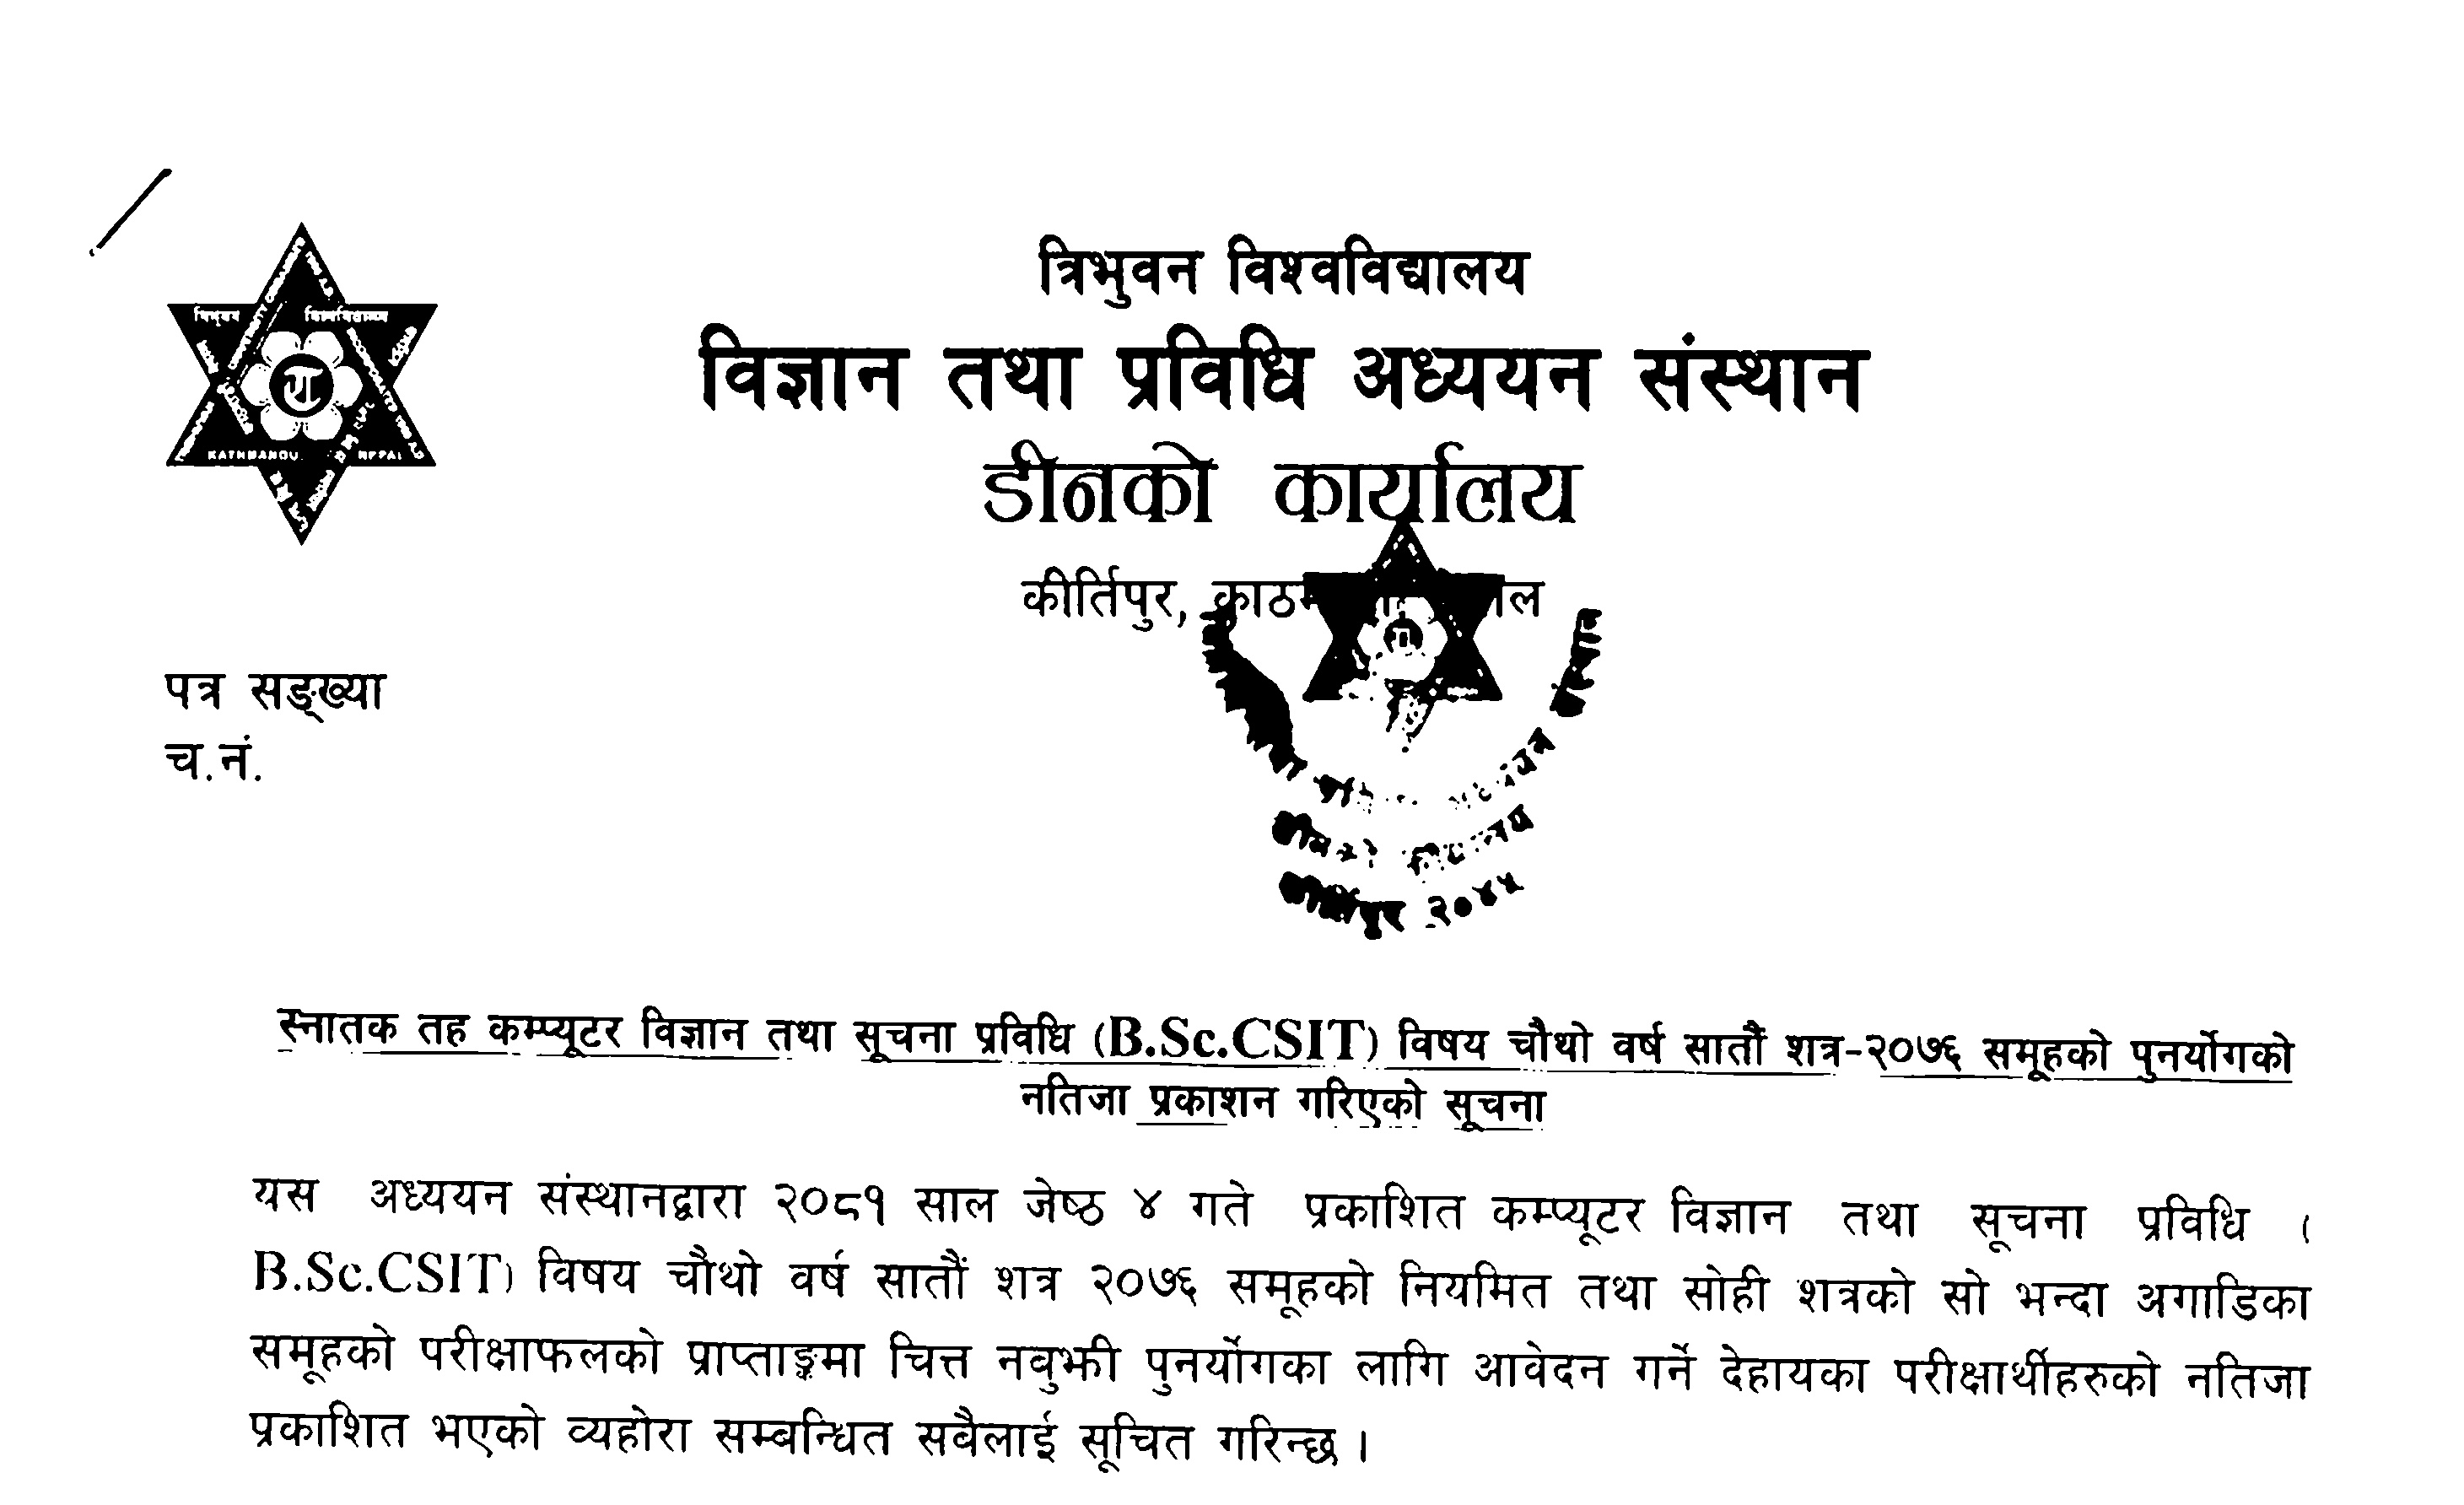 त्रिभुवन विश्वविद्यालय
विज्ञान तथा प्रविधि अध्ययन संस्थान
डीनको कार्यालय
कीर्तिपुर,
पत्र सङ्ख्या
च.नं.
स्नातक तह कम्प्यूटर विज्ञान तथा सूचना प्रविधि (B.Sc.CSIT) विषय चौथो वर्ष सातौं शत्र-२०७६ समूहको पुनर्योगको
नतिजा प्रकाशन गरिएको सूचना
यस अध्ययन संस्थानद्वारा २०८१ साल जेष्ठ ४ गते प्रकाशित कम्प्यूटर विज्ञान तथा सूचना प्रविधि (
B.Sc.CSIT) विषय चौथो वर्ष सातौं शत्र २०७६ समूहको नियमित तथा सोही शत्रको सो भन्दा अगाडिका
समूहको परीक्षाफलको प्राप्ताङ्कमा चित्त नबुझी पुनर्योगका लागि आवेदन गर्ने देहायका परीक्षार्थीहरुको नतिजा
प्रकाशित भएको व्यहोरा सम्बन्धित सवैलाई सूचित गरिन्छ।